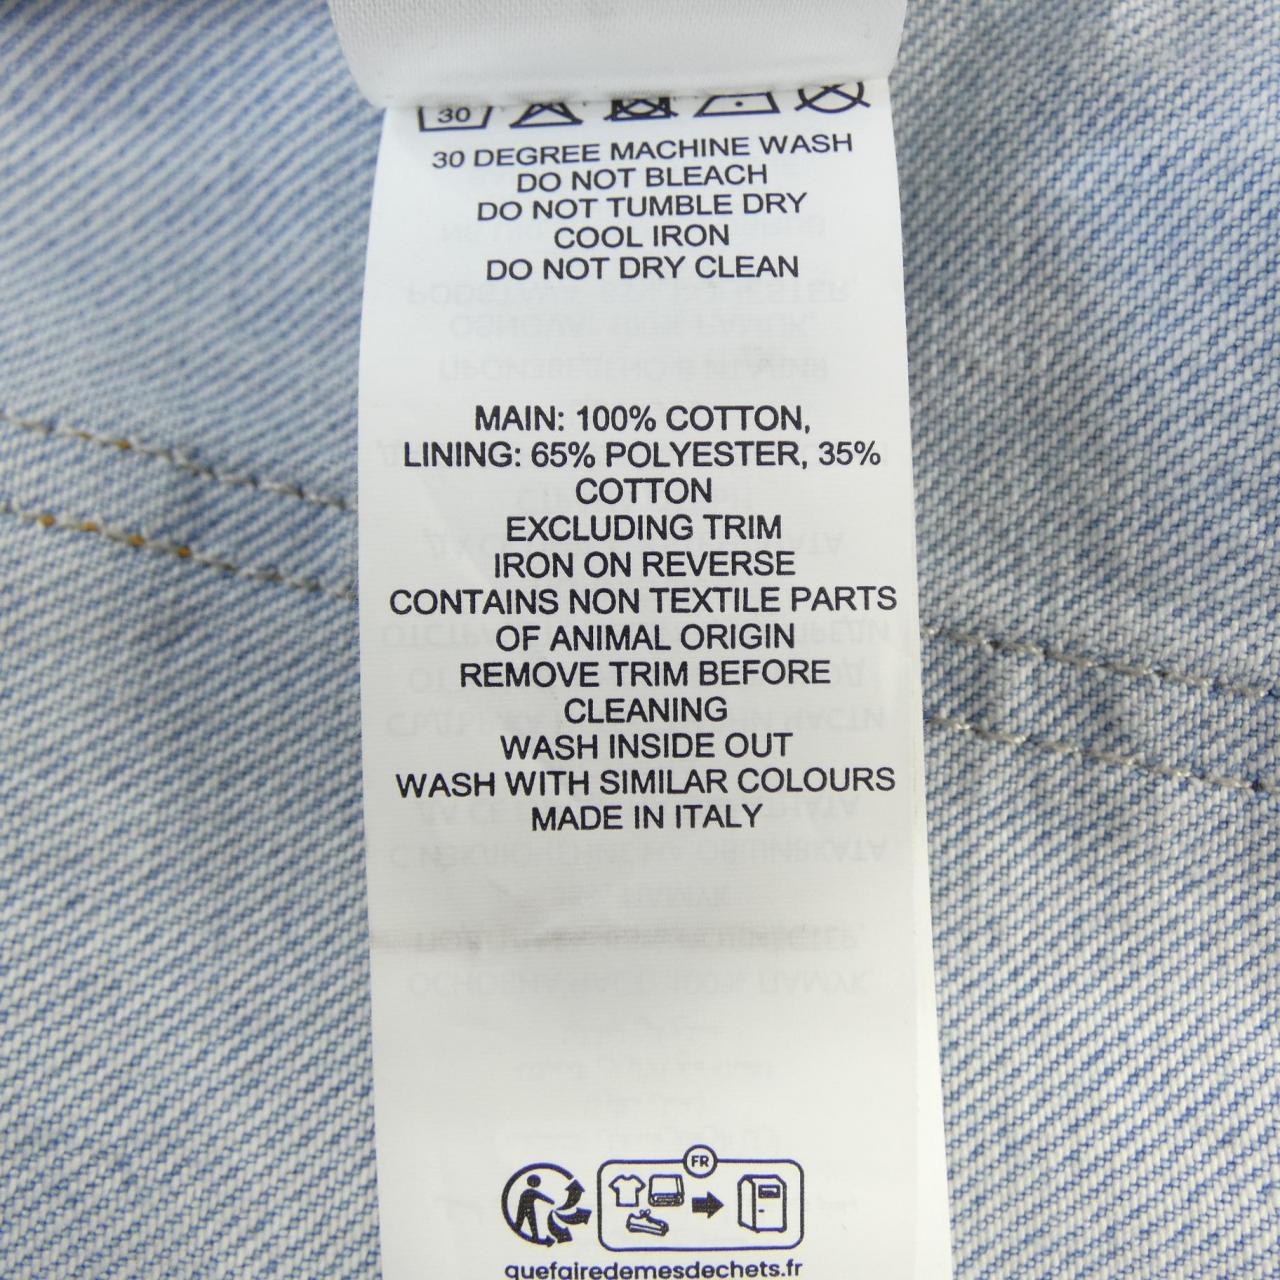 30
30 DEGREE MACHINE WASH
DO NOT BLEACH
DO NOT TUMBLE DRY
COOL IRON
DO NOT DRY CLEAN
MAIN: 100% COTTON,
LINING: 65% POLYESTER, 35%
COTTON
EXCLUDING TRIM
IRON ON REVERSE
CONTAINS NON TEXTILE PARTS
OF ANIMAL ORIGIN
REMOVE TRIM BEFORE
CLEANING
WASH INSIDE OUT
WASH WITH SIMILAR COLOURS
MADE IN ITALY
FR
quefairedemesdechets.fr